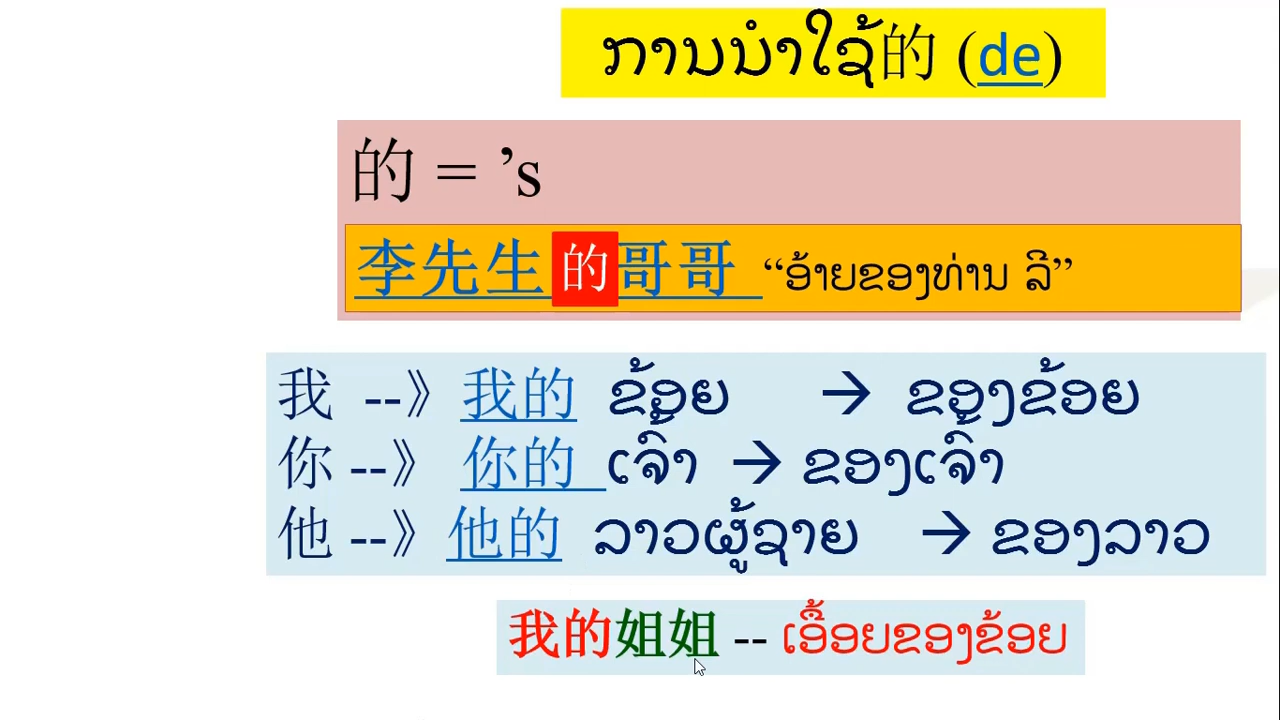 ການນຳໃຊ້的 (de)
的 = ’s
李先生的哥哥 “ອ້າຍຂອງທ່ານ ລີ”
我 --》 我的 ຂ້ອຍ → ຂອງຂ້ອຍ
你 --》 你的 ເຈົ້າ → ຂອງເຈົ້າ
他 --》 他的 ລາວຜູ້ຊາຍ → ຂອງລາວ
我的姐姐 -- ເອື້ອຍຂອງຂ້ອຍ